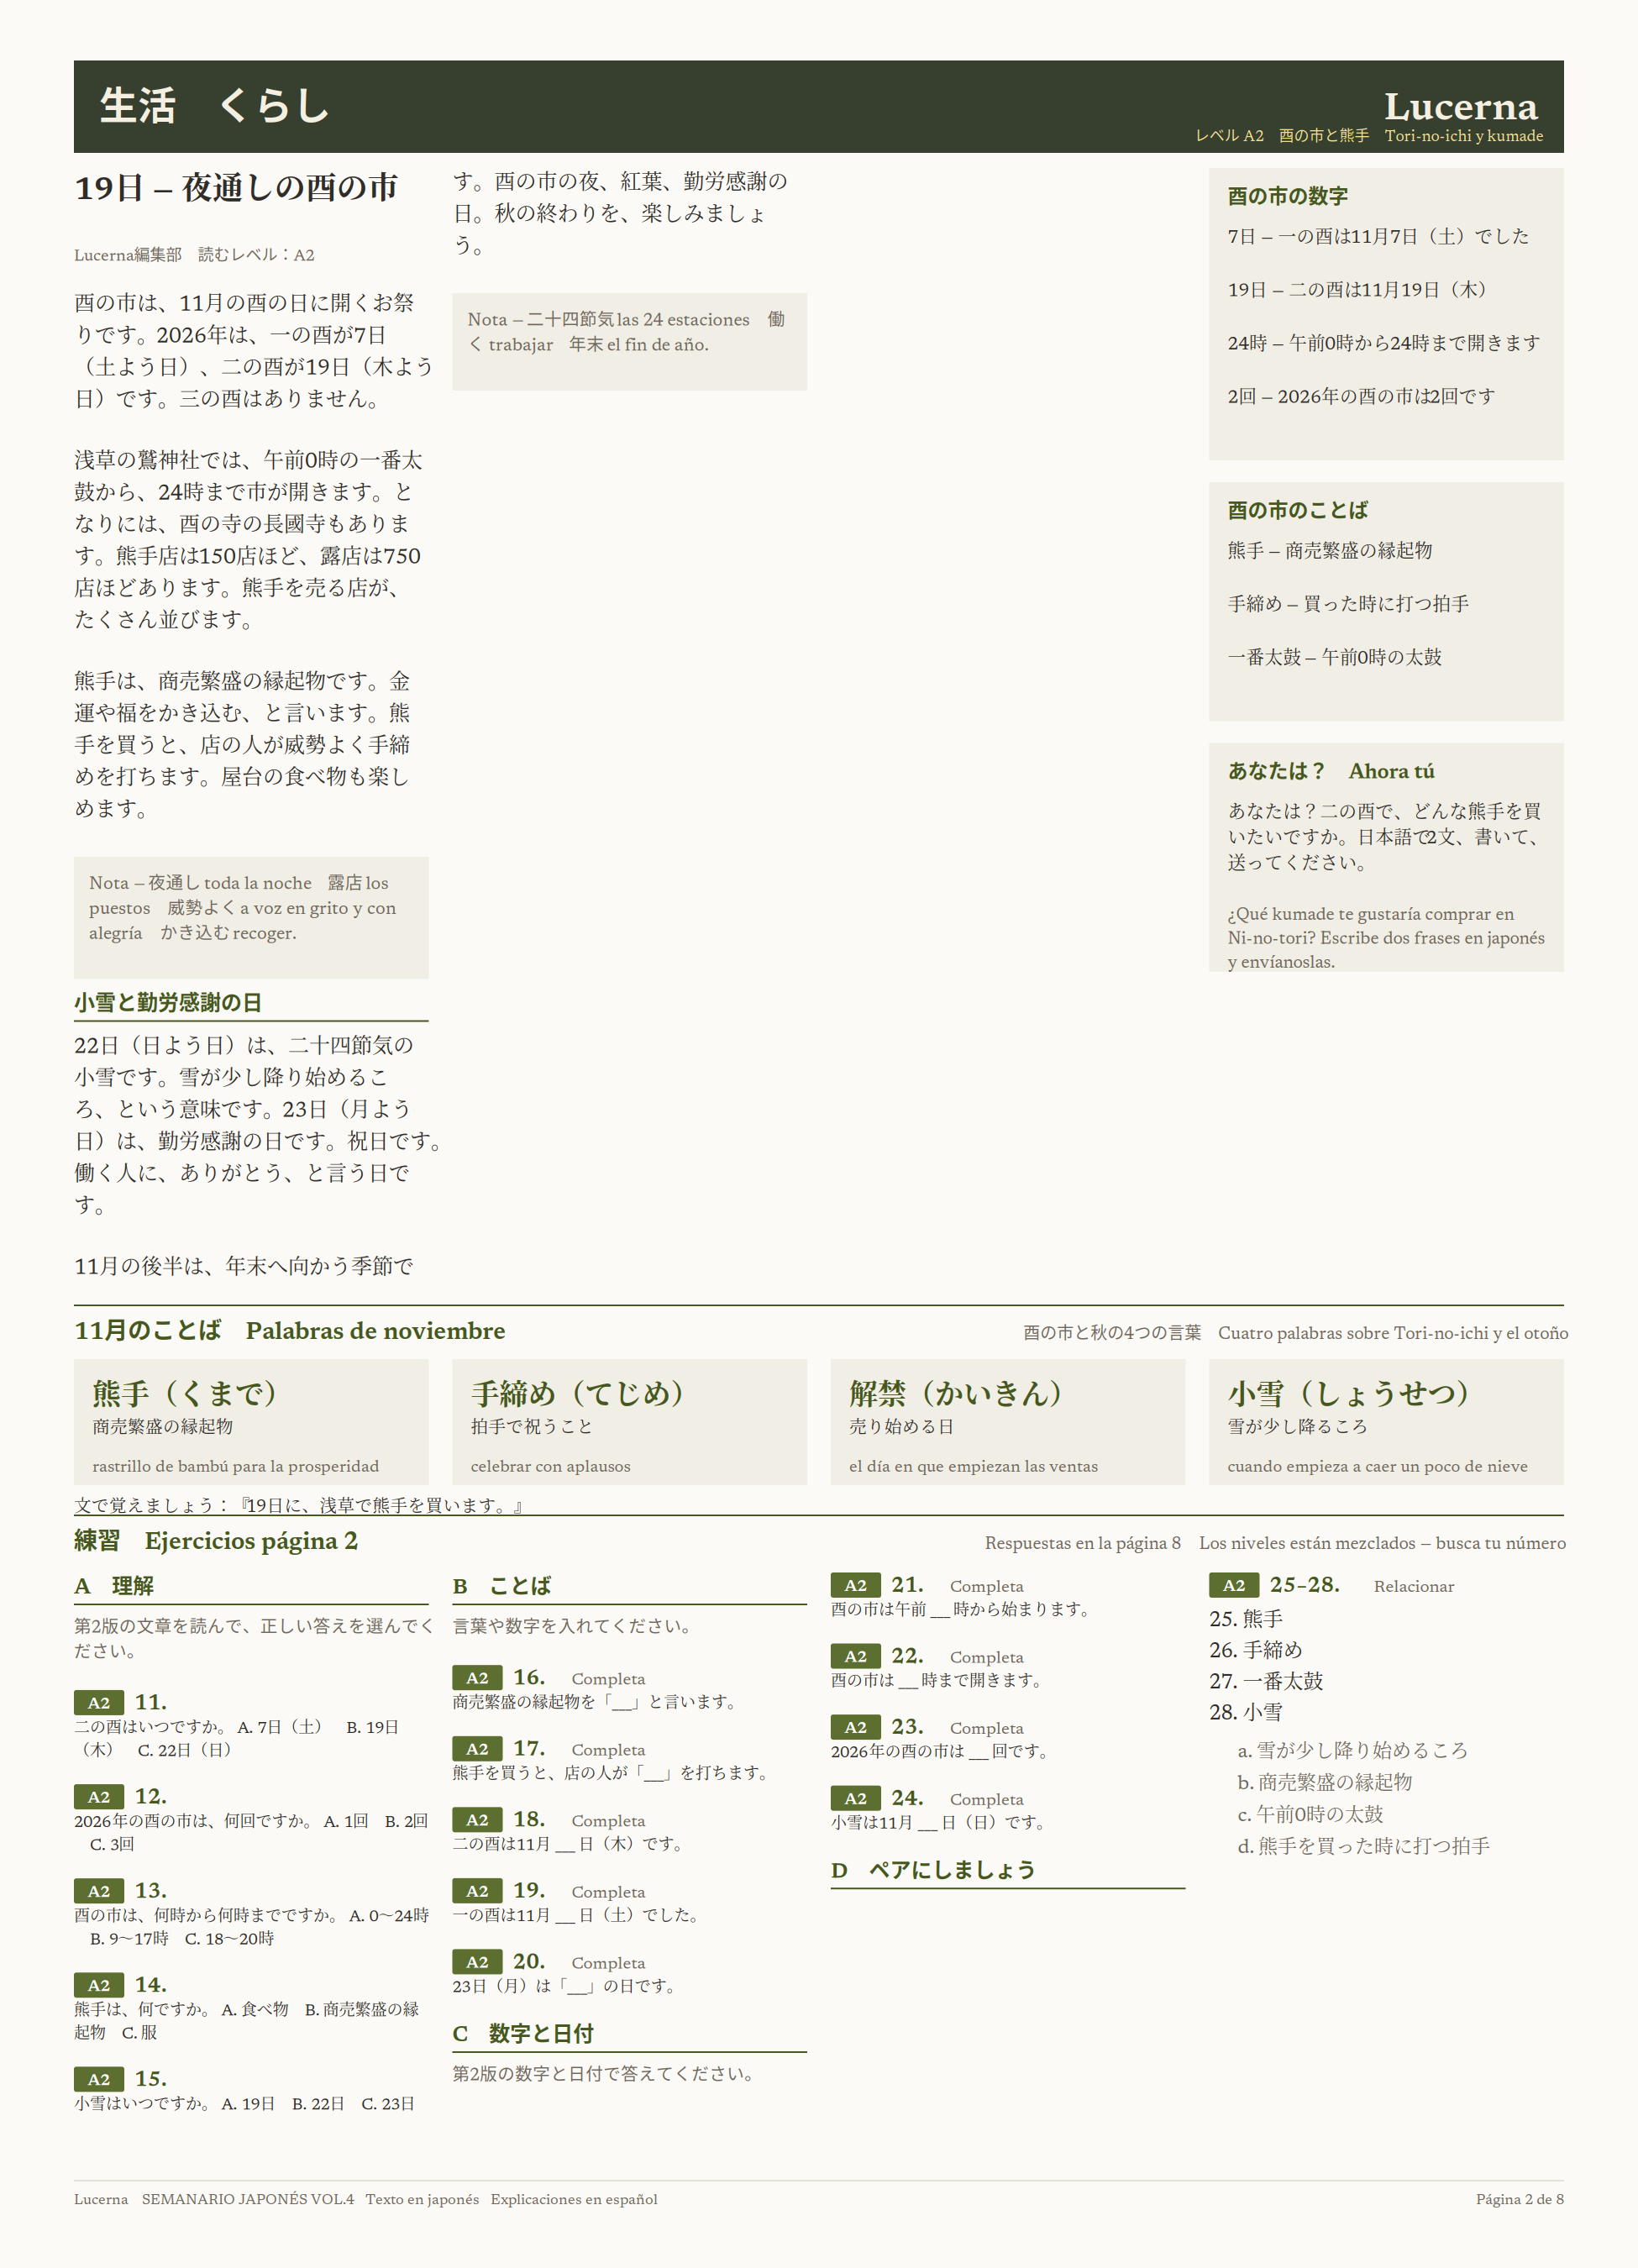 生活　くらし
Lucerna
レベル A2　酉の市と熊手　Tori-no-ichi y kumade
19日 – 夜通しの酉の市
Lucerna編集部　読むレベル：A2
酉の市は、11月の酉の日に開くお祭
りです。2026年は、一の酉が7日
（土よう日）、二の酉が19日（木よう
日）です。三の酉はありません。
浅草の鷲神社では、午前0時の一番太
鼓から、24時まで市が開きます。と
なりには、酉の寺の長國寺もありま
す。熊手店は150店ほど、露店は750
店ほどあります。熊手を売る店が、
たくさん並びます。
熊手は、商売繁盛の縁起物です。金
運や福をかき込む、と言います。熊
手を買うと、店の人が威勢よく手締
めを打ちます。屋台の食べ物も楽し
めます。
Nota – 夜通し toda la noche　露店 los
puestos　威勢よく a voz en grito y con
alegría　かき込む recoger.
小雪と勤労感謝の日
22日（日よう日）は、二十四節気の
小雪です。雪が少し降り始めるこ
ろ、という意味です。23日（月よう
日）は、勤労感謝の日です。祝日です。
働く人に、ありがとう、と言う日で
す。
11月の後半は、年末へ向かう季節で
す。酉の市の夜、紅葉、勤労感謝の
日。秋の終わりを、楽しみましょ
う。
Nota – 二十四節気 las 24 estaciones　働
く trabajar　年末 el fin de año.
酉の市の数字
7日 – 一の酉は11月7日（土）でした
19日 – 二の酉は11月19日（木）
24時 – 午前0時から24時まで開きます
2回 – 2026年の酉の市は2回です
酉の市のことば
熊手 – 商売繁盛の縁起物
手締め – 買った時に打つ拍手
一番太鼓 – 午前0時の太鼓
あなたは？　Ahora tú
あなたは？二の酉で、どんな熊手を買
いたいですか。日本語で2文、書いて、
送ってください。
¿Qué kumade te gustaría comprar en
Ni-no-tori? Escribe dos frases en japonés
y envíanoslas.
11月のことば　Palabras de noviembre
酉の市と秋の4つの言葉　Cuatro palabras sobre Tori-no-ichi y el otoño
熊手（くまで）
商売繁盛の縁起物
rastrillo de bambú para la prosperidad
手締め（てじめ）
拍手で祝うこと
celebrar con aplausos
解禁（かいきん）
売り始める日
el día en que empiezan las ventas
小雪（しょうせつ）
雪が少し降るころ
cuando empieza a caer un poco de nieve
文で覚えましょう：『19日に、浅草で熊手を買います。』
練習　Ejercicios página 2
Respuestas en la página 8　Los niveles están mezclados – busca tu número
A　理解
第2版の文章を読んで、正しい答えを選んでく
ださい。
A2 11.
二の酉はいつですか。 A. 7日（土）　B. 19日
（木）　C. 22日（日）
A2 12.
2026年の酉の市は、何回ですか。 A. 1回　B. 2回
C. 3回
A2 13.
酉の市は、何時から何時までですか。 A. 0～24時
B. 9～17時　C. 18～20時
A2 14.
熊手は、何ですか。 A. 食べ物　B. 商売繁盛の縁
起物　C. 服
A2 15.
小雪はいつですか。 A. 19日　B. 22日　C. 23日
B　ことば
言葉や数字を入れてください。
A2 16. Completa
商売繁盛の縁起物を「___」と言います。
A2 17. Completa
熊手を買うと、店の人が「___」を打ちます。
A2 18. Completa
二の酉は11月 ___ 日（木）です。
A2 19. Completa
一の酉は11月 ___ 日（土）でした。
A2 20. Completa
23日（月）は「___」の日です。
C　数字と日付
第2版の数字と日付で答えてください。
A2 21. Completa
酉の市は午前 ___ 時から始まります。
A2 22. Completa
酉の市は ___ 時まで開きます。
A2 23. Completa
2026年の酉の市は ___ 回です。
A2 24. Completa
小雪は11月 ___ 日（日）です。
D　ペアにしましょう
A2 25–28. Relacionar
25. 熊手
26. 手締め
27. 一番太鼓
28. 小雪
a. 雪が少し降り始めるころ
b. 商売繁盛の縁起物
c. 午前0時の太鼓
d. 熊手を買った時に打つ拍手
Lucerna　SEMANARIO JAPONÉS VOL.4　Texto en japonés　Explicaciones en español
Página 2 de 8